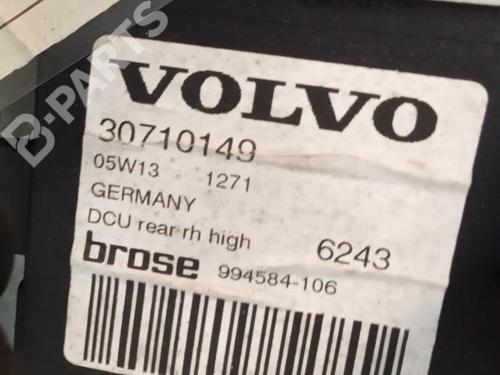 B-PARTS
VOLVO
30710149
05W13 1271
GERMANY
DCU rear rh high 6243
brose 994584-106